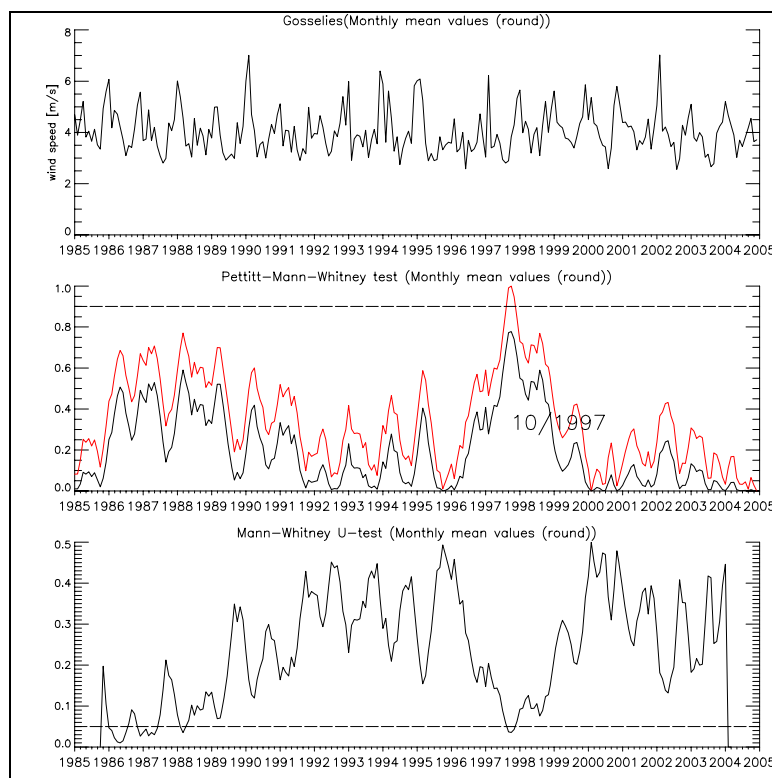 Gosselies(Monthly mean values (round))
8
6
4
2
0
wind speed [m/s]
1985 1986 1987 1988 1989 1990 1991 1992 1993 1994 1995 1996 1997 1998 1999 2000 2001 2002 2003 2004 2005
Pettitt-Mann-Whitney test (Monthly mean values (round))
1.0
0.8
0.6
0.4
0.2
0.0
10/1997
1985 1986 1987 1988 1989 1990 1991 1992 1993 1994 1995 1996 1997 1998 1999 2000 2001 2002 2003 2004 2005
Mann-Whitney U-test (Monthly mean values (round))
0.5
0.4
0.3
0.2
0.1
0.0
1985 1986 1987 1988 1989 1990 1991 1992 1993 1994 1995 1996 1997 1998 1999 2000 2001 2002 2003 2004 2005